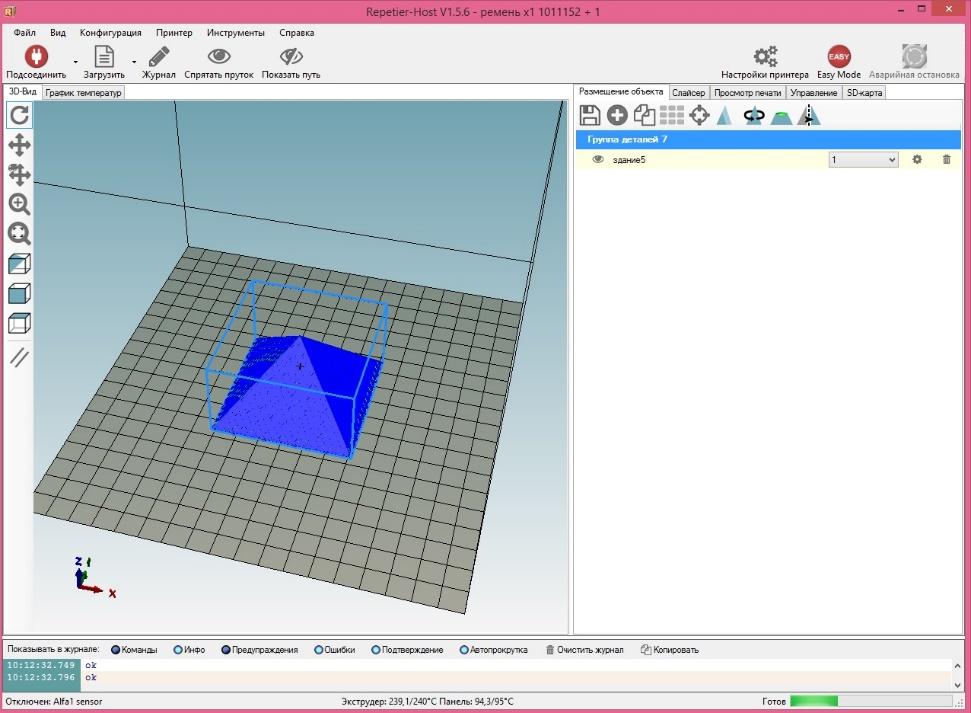 Repetier-Host V1.5.6 - ремень x1 1011152 + 1
Файл Вид Конфигурация Принтер Инструменты Справка
Подсоединить Загрузить Журнал Спрятать пруток Показать путь Настройки принтера EASY Easy Mode Аварийная остановка
3D-Вид График температур
Размещение объекта Слайсер Просмотр печати Управление SD-карта
Группа деталей 7
здание5 1
Z
X
Показывать в журнале: Команды Инфо Предупраждения Ошибки Подтверждение Автопрокрутка Очистить журнал Копировать
10:12:32.749 ok
10:12:32.796 ok
Отключен: Alfa1 sensor Экструдер: 239,1/240°C Панель: 94,3/95°C Готов